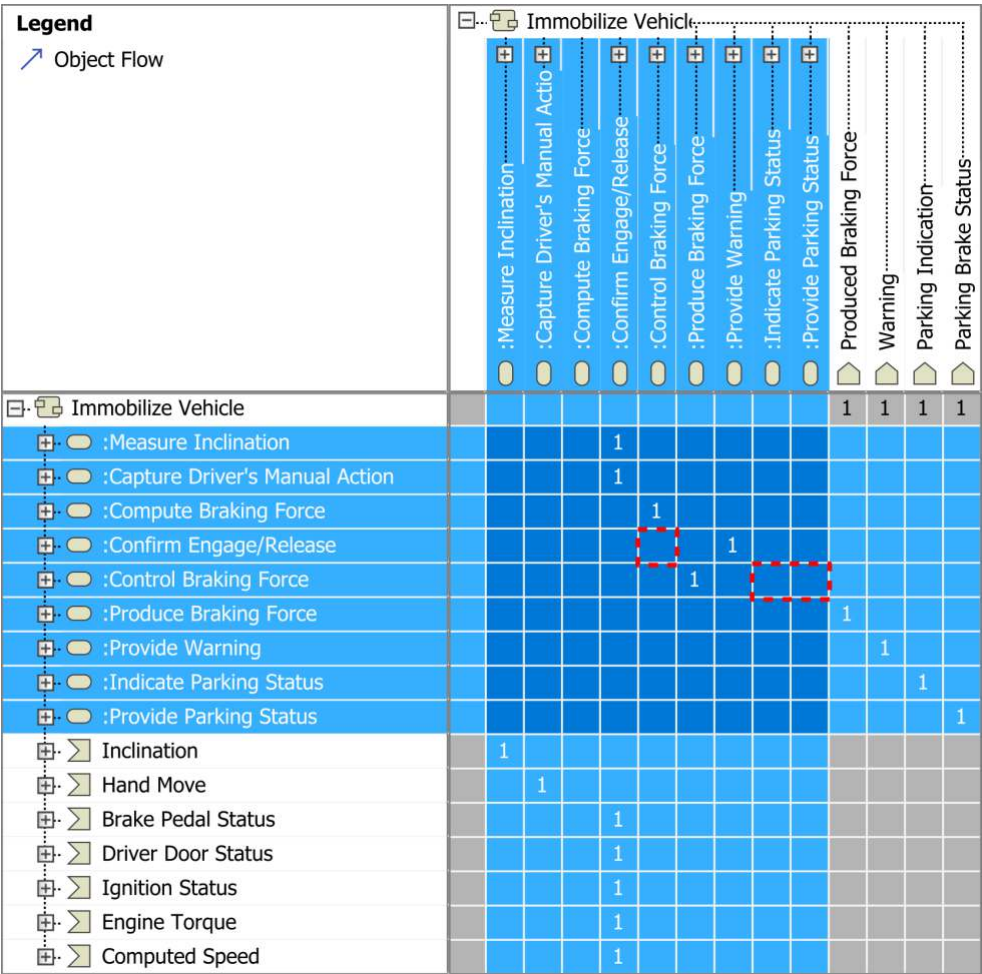 Legend
Object Flow
Immobilize Vehicle
:Measure Inclination
:Capture Driver's Manual Actio
:Compute Braking Force
:Confirm Engage/Release
:Control Braking Force
:Produce Braking Force
:Provide Warning
:Indicate Parking Status
:Provide Parking Status
Produced Braking Force
Warning
Parking Indication
Parking Brake Status
Immobilize Vehicle 1 1 1 1
:Measure Inclination 1
:Capture Driver's Manual Action 1
:Compute Braking Force 1
:Confirm Engage/Release 1
:Control Braking Force 1
:Produce Braking Force 1
:Provide Warning 1
:Indicate Parking Status 1
:Provide Parking Status 1
Inclination 1
Hand Move 1
Brake Pedal Status 1
Driver Door Status 1
Ignition Status 1
Engine Torque 1
Computed Speed 1